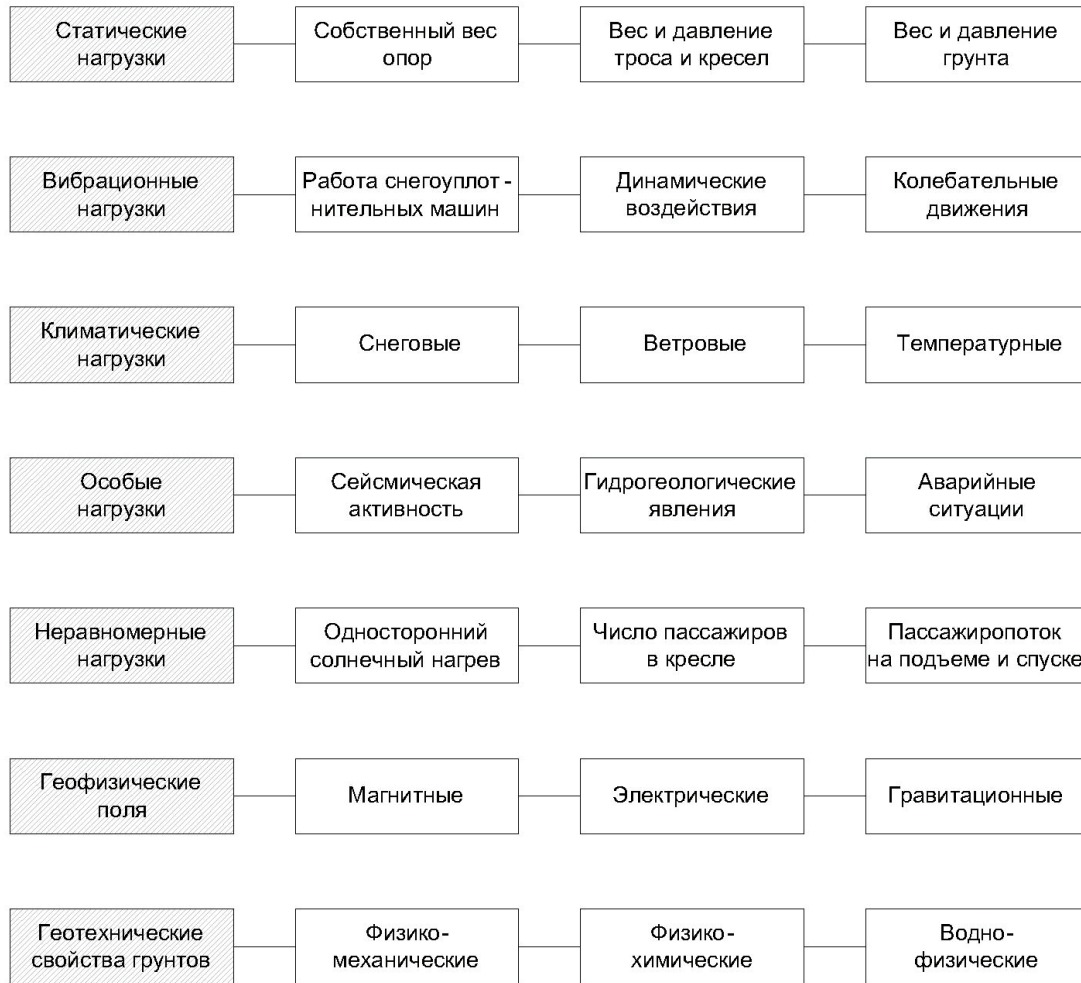 Статические
нагрузки
Собственный вес
опор
Вес и давление
троса и кресел
Вес и давление
грунта
Вибрационные
нагрузки
Работа снегоуплот-
нительных машин
Динамические
воздействия
Колебательные
движения
Климатические
нагрузки
Снеговые
Ветровые
Температурные
Особые
нагрузки
Сейсмическая
активность
Гидрогеологические
явления
Аварийные
ситуации
Неравномерные
нагрузки
Односторонний
солнечный нагрев
Число пассажиров
в кресле
Пассажиропоток
на подъеме и спуске
Геофизические
поля
Магнитные
Электрические
Гравитационные
Геотехнические
свойства грунтов
Физико-
механические
Физико-
химические
Водно-
физические